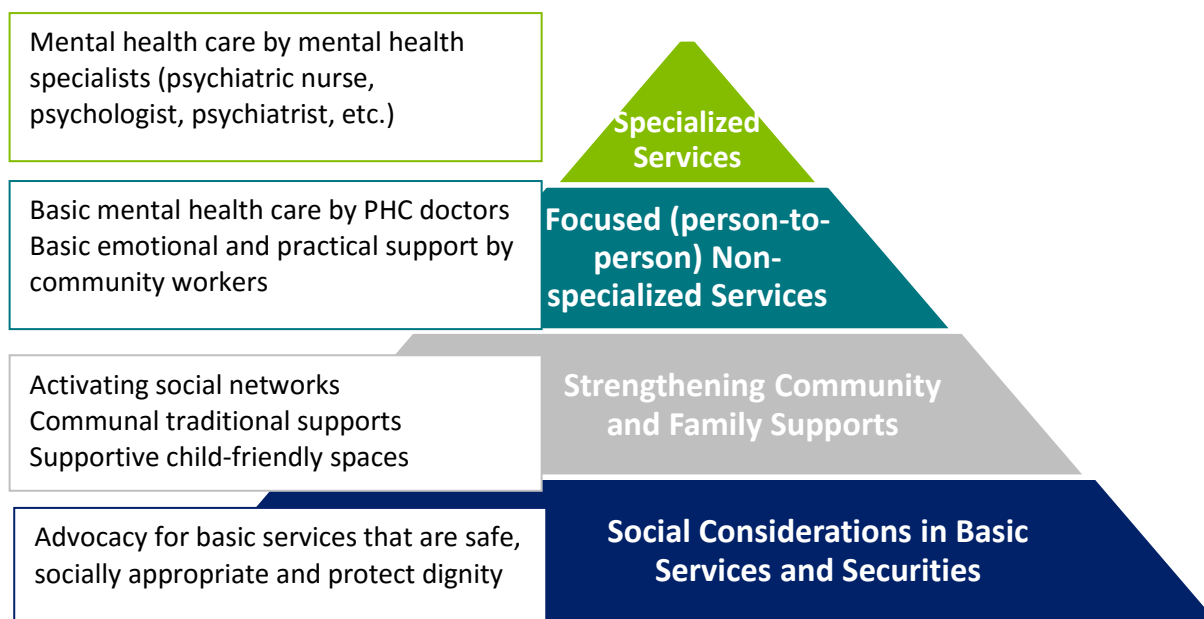 Mental health care by mental health
specialists (psychiatric nurse,
psychologist, psychiatrist, etc.)
Specialized
Services
Basic mental health care by PHC doctors
Basic emotional and practical support by
community workers
Focused (person-to-
person) Non-
specialized Services
Activating social networks
Communal traditional supports
Supportive child-friendly spaces
Strengthening Community
and Family Supports
Advocacy for basic services that are safe,
socially appropriate and protect dignity
Social Considerations in Basic
Services and Securities